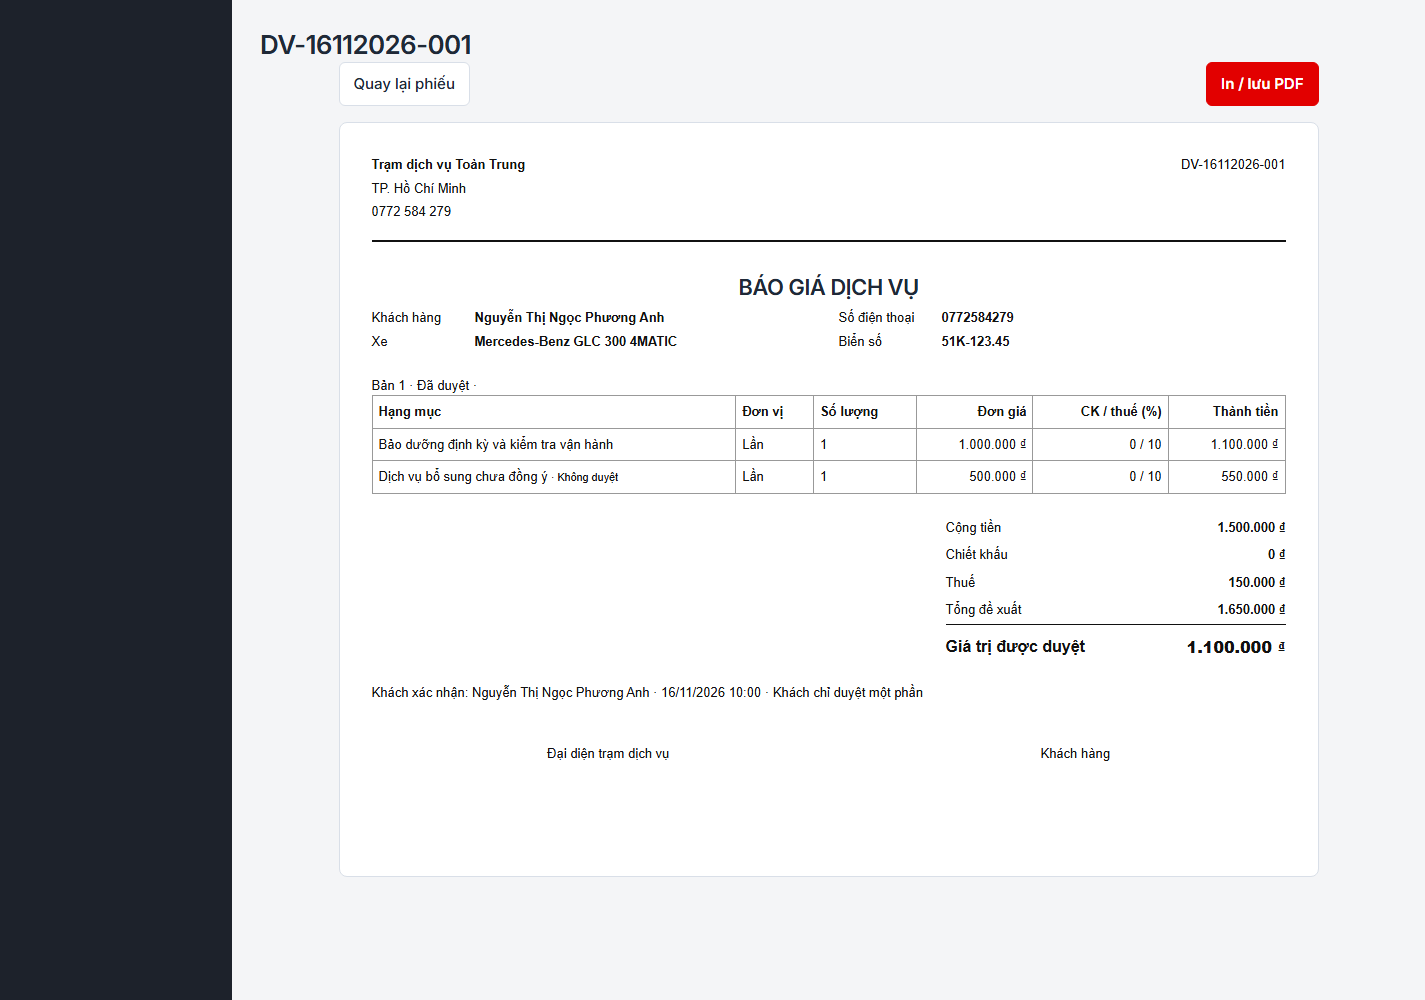 DV-16112026-001
Quay lại phiếu
In / lưu PDF
Trạm dịch vụ Toàn Trung
DV-16112026-001
TP. Hồ Chí Minh
0772 584 279
BÁO GIÁ DỊCH VỤ
Khách hàng Nguyễn Thị Ngọc Phương Anh Số điện thoại 0772584279
Xe Mercedes-Benz GLC 300 4MATIC Biển số 51K-123.45
Bản 1 · Đã duyệt ·
Hạng mục Đơn vị Số lượng Đơn giá CK / thuế (%) Thành tiền
Bảo dưỡng định kỳ và kiểm tra vận hành Lần 1 1.000.000 ₫ 0 / 10 1.100.000 ₫
Dịch vụ bổ sung chưa đồng ý · Không duyệt Lần 1 500.000 ₫ 0 / 10 550.000 ₫
Cộng tiền 1.500.000 ₫
Chiết khấu 0 ₫
Thuế 150.000 ₫
Tổng đề xuất 1.650.000 ₫
Giá trị được duyệt 1.100.000 ₫
Khách xác nhận: Nguyễn Thị Ngọc Phương Anh · 16/11/2026 10:00 · Khách chỉ duyệt một phần
Đại diện trạm dịch vụ Khách hàng